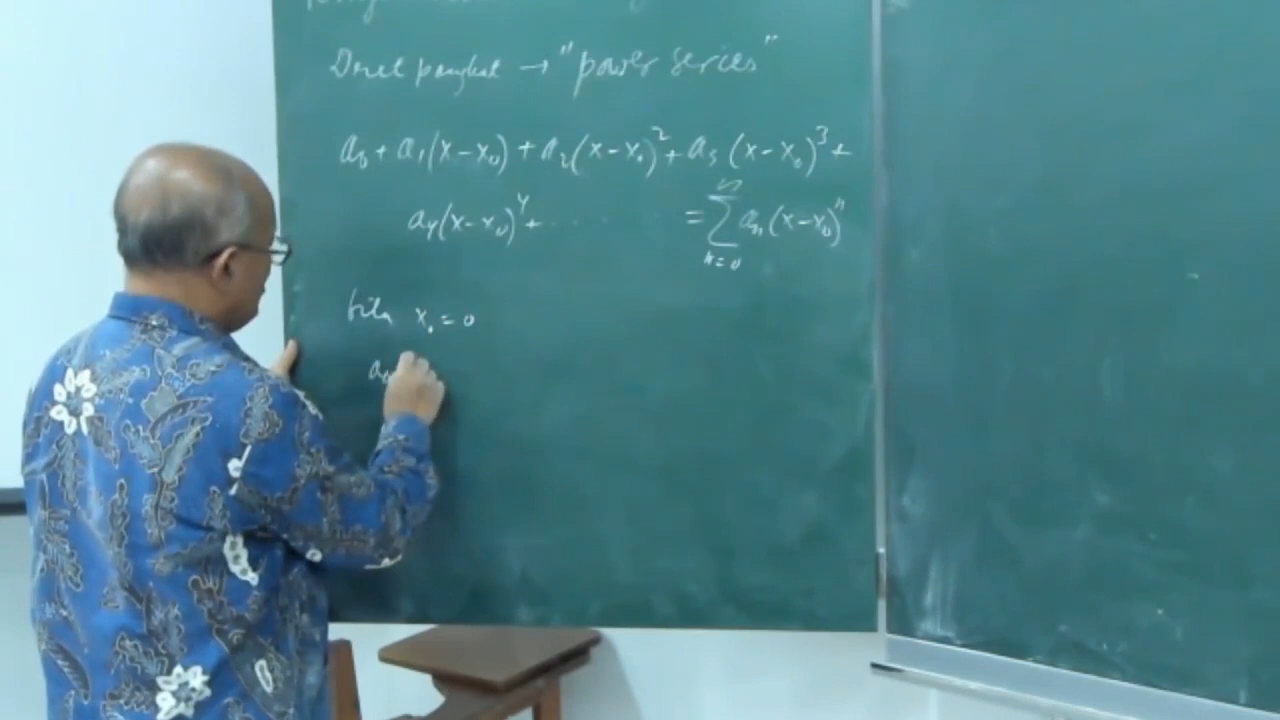 Deret pangkat → "power series"
a₀ + a₁(x-x₀) + a₂(x-x₀)² + a₃(x-x₀)³ +
a₄(x-x₀)⁴ + ...... = ∑_{n=0}^{∞} aₙ(x-x₀)ⁿ
bila x₀ = 0
a₀